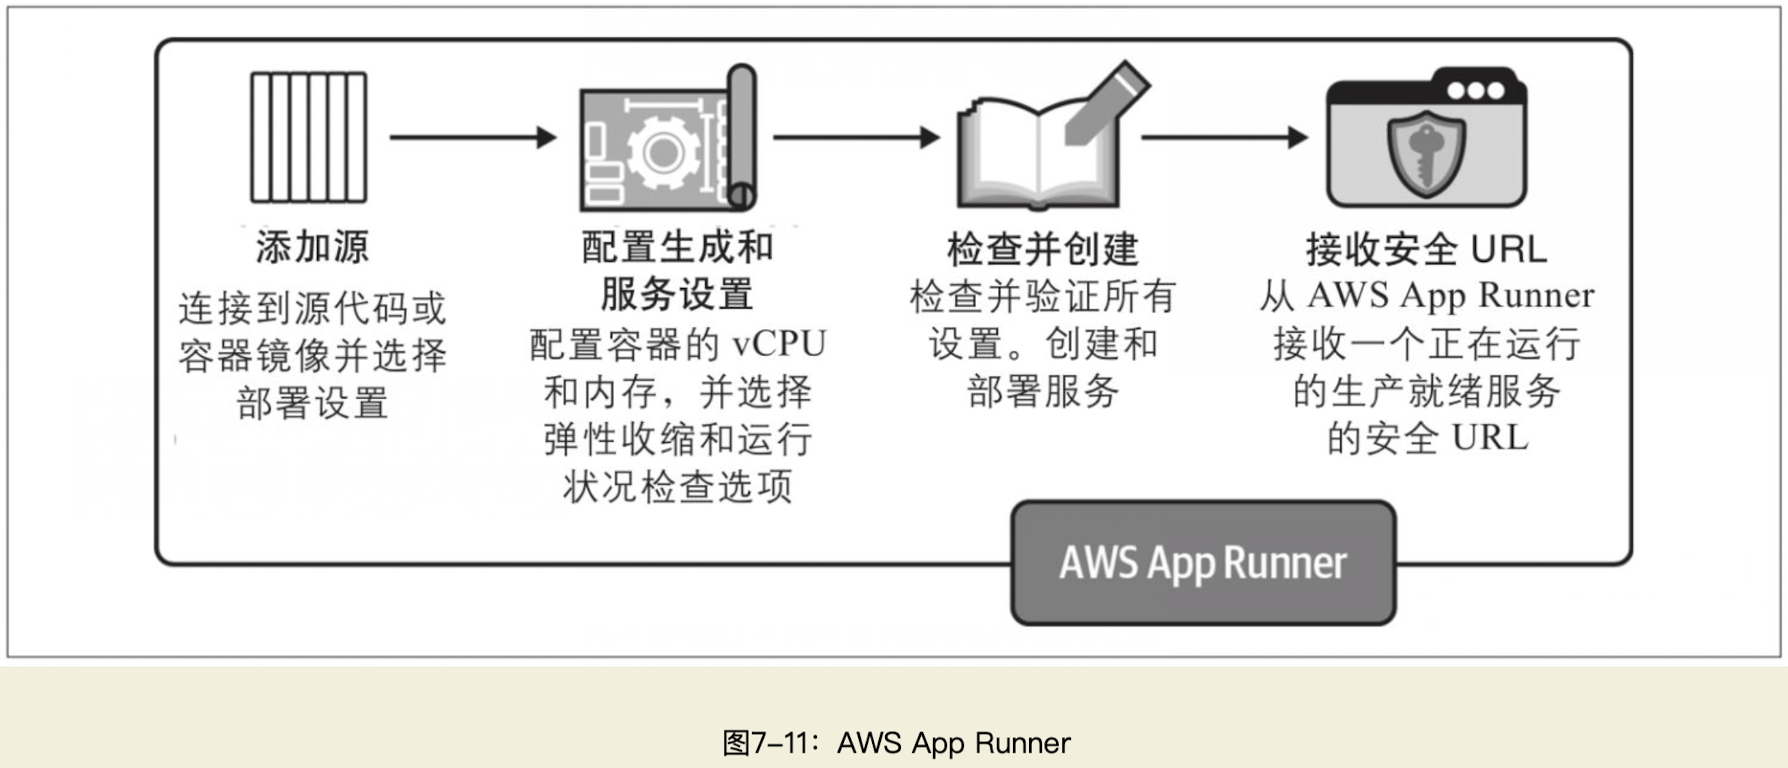 添加源
连接到源代码或
容器镜像并选择
部署设置
配置生成和
服务设置
配置容器的 vCPU
和内存，并选择
弹性收缩和运行
状况检查选项
检查并创建
检查并验证所有
设置。创建和
部署服务
接收安全 URL
从 AWS App Runner
接收一个正在运行
的生产就绪服务
的安全 URL
AWS App Runner
图7-11：AWS App Runner